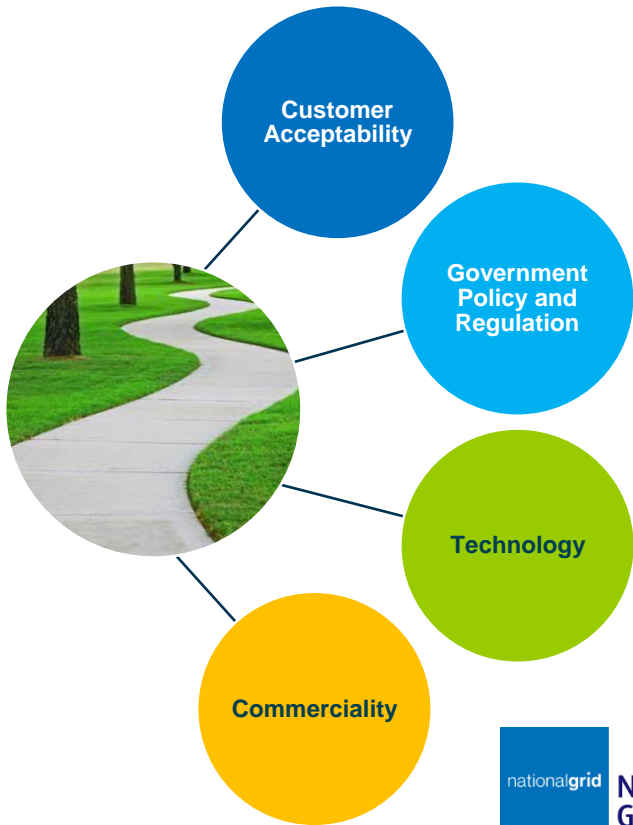 Customer
Acceptability
Government
Policy and
Regulation
Technology
Commerciality
nationalgrid